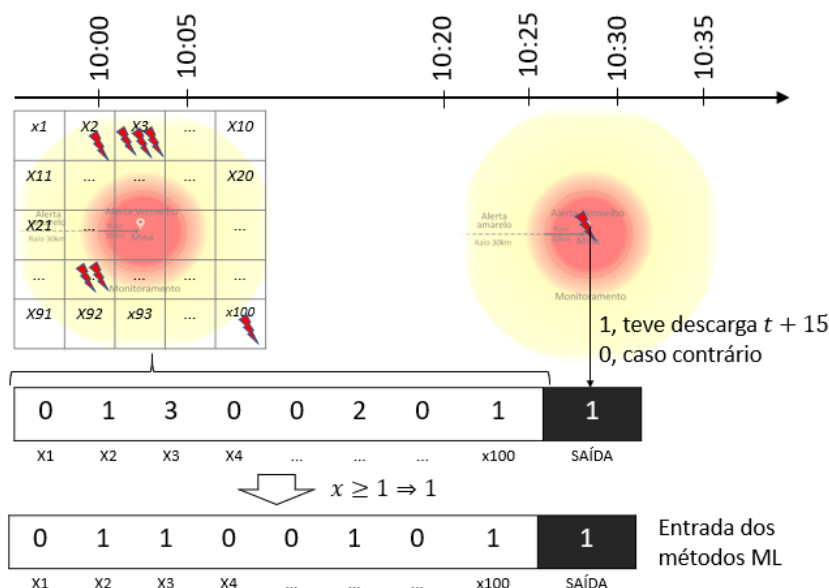 10:00 10:05 10:20 10:25 10:30 10:35
x1 X2 X3 ... X10
X11 ... ... ... X20
X21 ... ...
Alerta amarelo
Raio 30km
Alerta Vermelho
Raio
Mina
... ... ... ... ...
Monitoramento
X91 X92 x93 ... x100
Alerta amarelo
Raio 30km
Alerta Vermelho
Raio
Monitoramento
1, teve descarga t + 15
0, caso contrário
0 1 3 0 0 2 0 1 1
X1 X2 X3 X4 ... ... ... x100 SAÍDA
x ≥ 1 ⇒ 1
0 1 1 0 0 1 0 1 1
X1 X2 X3 X4 ... ... ... x100 SAÍDA
Entrada dos
métodos ML